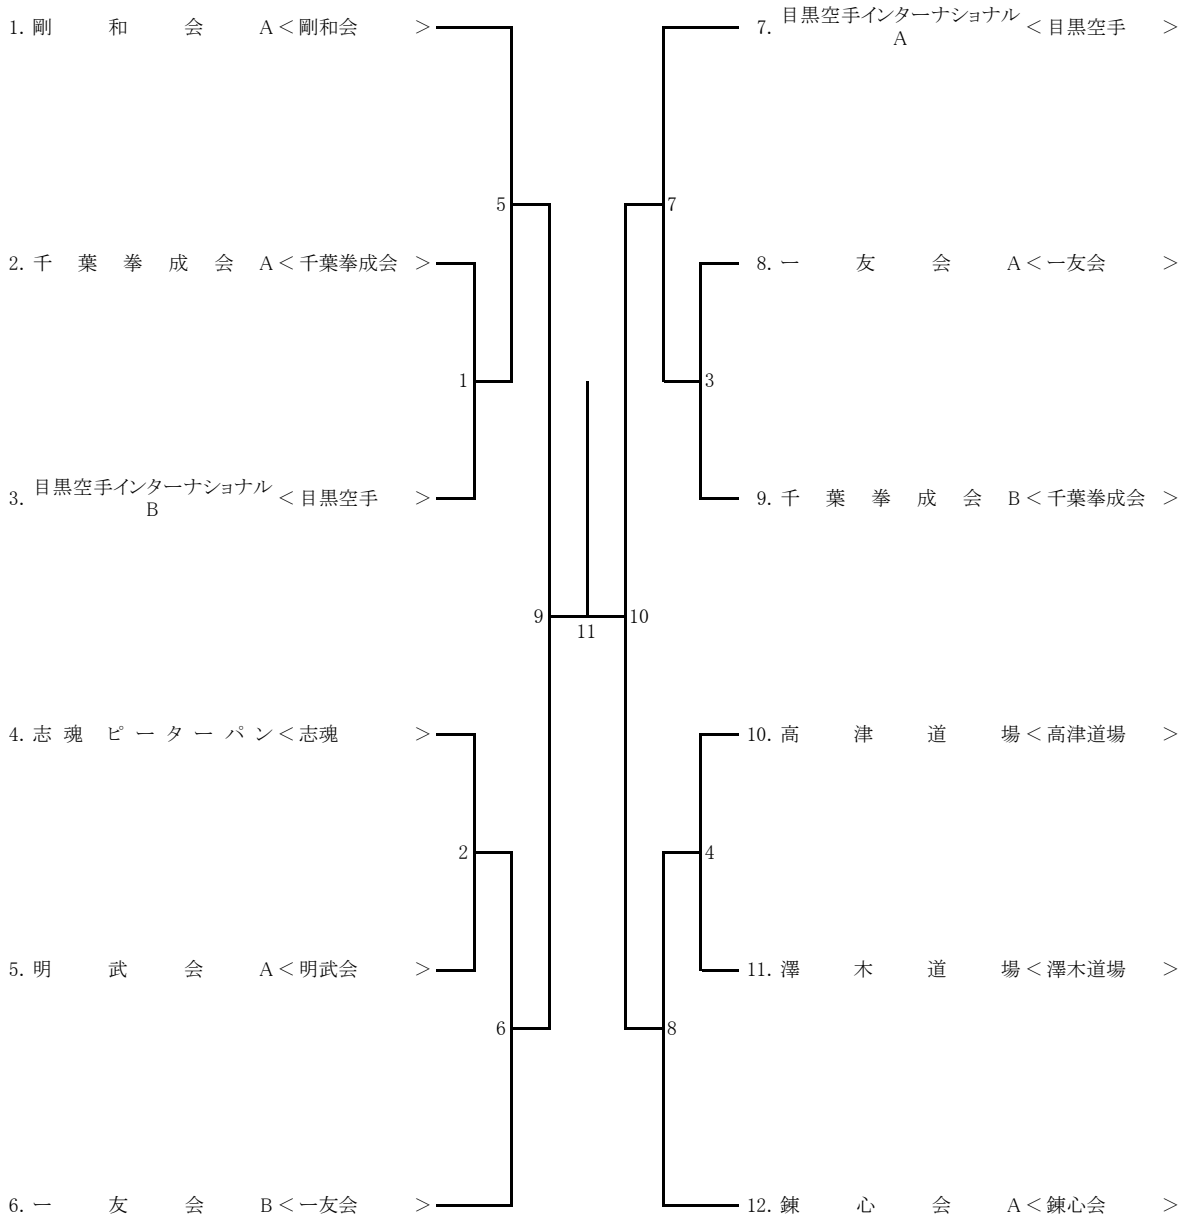 1. 剛和会 A＜剛和会＞
5
2. 千葉拳成会 A＜千葉拳成会＞
1
3. 目黒空手インターナショナル
B
＜目黒空手＞
9
11
4. 志魂 ピーターパン＜志魂＞
2
5. 明武会 A＜明武会＞
6
6. 一友会 B＜一友会＞
7. 目黒空手インターナショナル
A
＜目黒空手＞
7
8. 一友会 A＜一友会＞
3
9. 千葉拳成会 B＜千葉拳成会＞
10
10. 高津道場＜高津道場＞
4
11. 澤木道場＜澤木道場＞
8
12. 錬心会 A＜錬心会＞